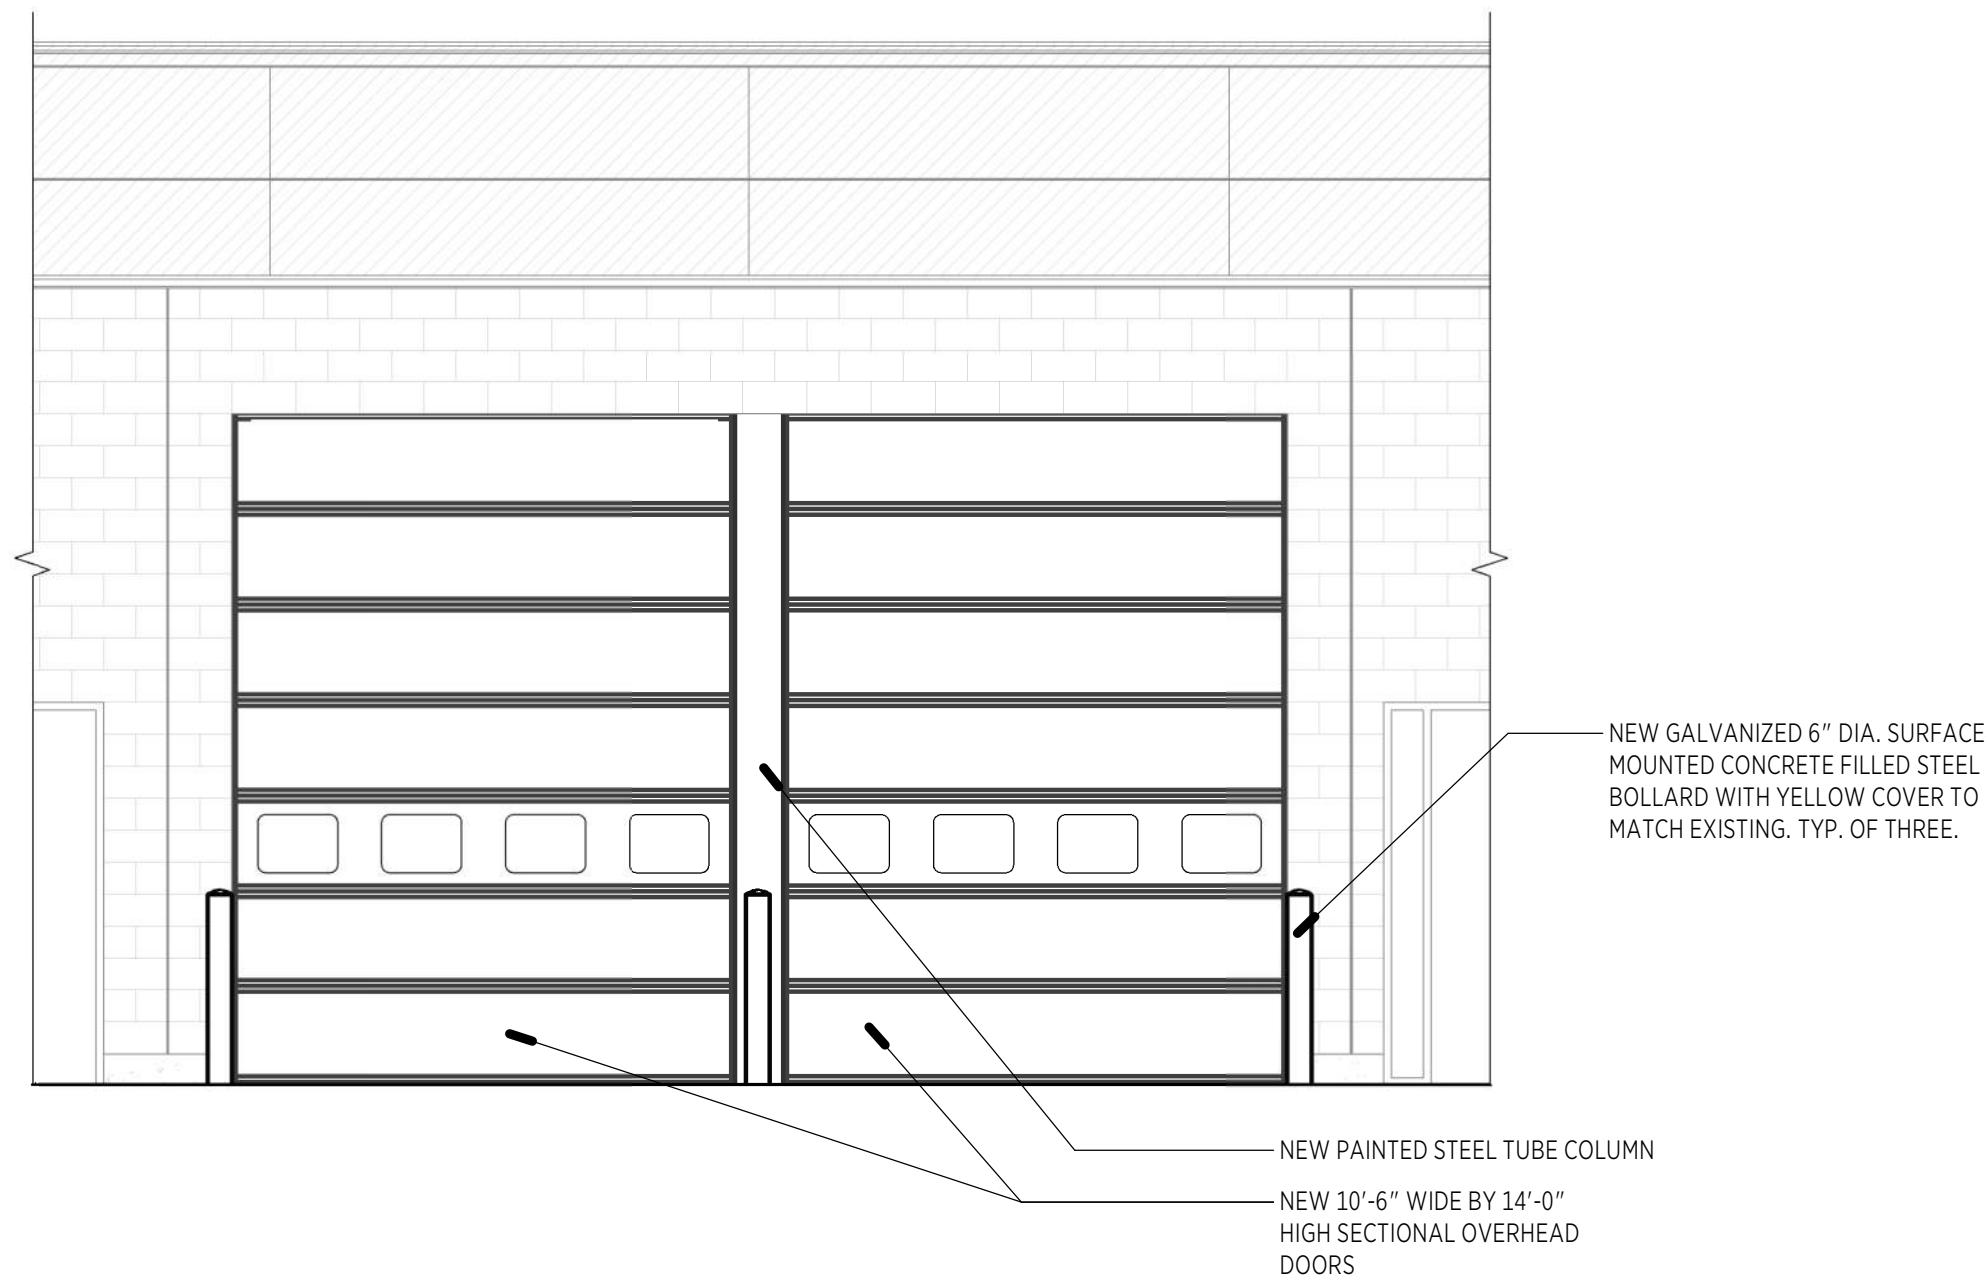 NEW GALVANIZED 6" DIA. SURFACE
MOUNTED CONCRETE FILLED STEEL
BOLLARD WITH YELLOW COVER TO
MATCH EXISTING. TYP. OF THREE.
NEW PAINTED STEEL TUBE COLUMN
NEW 10'-6" WIDE BY 14'-0"
HIGH SECTIONAL OVERHEAD
DOORS